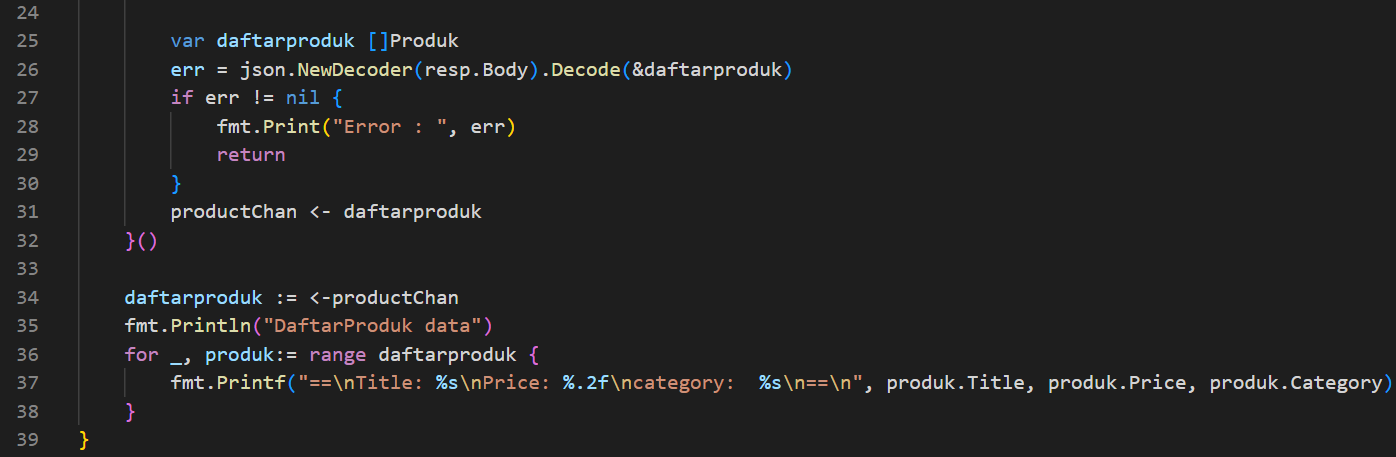 24
25 var daftarproduk []Produk
26 err = json.NewDecoder(resp.Body).Decode(&daftarproduk)
27 if err != nil {
28 fmt.Print("Error : ", err)
29 return
30 }
31 productChan <- daftarproduk
32 }()
33
34 daftarproduk := <-productChan
35 fmt.Println("DaftarProduk data")
36 for _, produk:= range daftarproduk {
37 fmt.Printf("==\nTitle: %s\nPrice: %.2f\ncategory:  %s\n==\n", produk.Title, produk.Price, produk.Category)
38 }
39 }